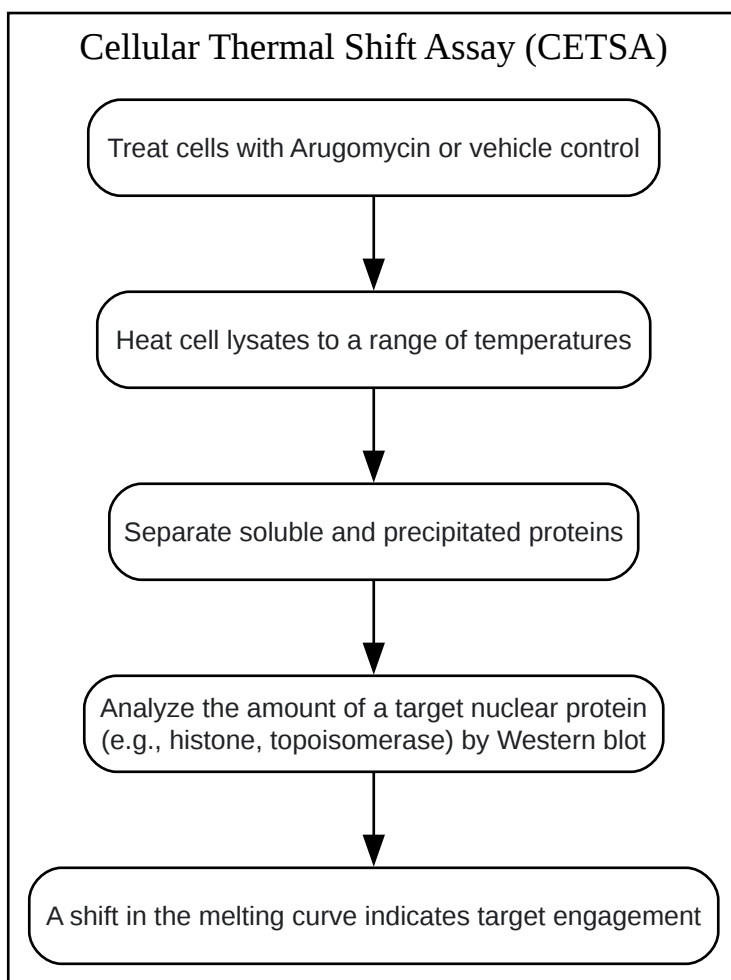 Cellular Thermal Shift Assay (CETSA)
Treat cells with Arugomycin or vehicle control
Heat cell lysates to a range of temperatures
Separate soluble and precipitated proteins
Analyze the amount of a target nuclear protein
(e.g., histone, topoisomerase) by Western blot
A shift in the melting curve indicates target engagement